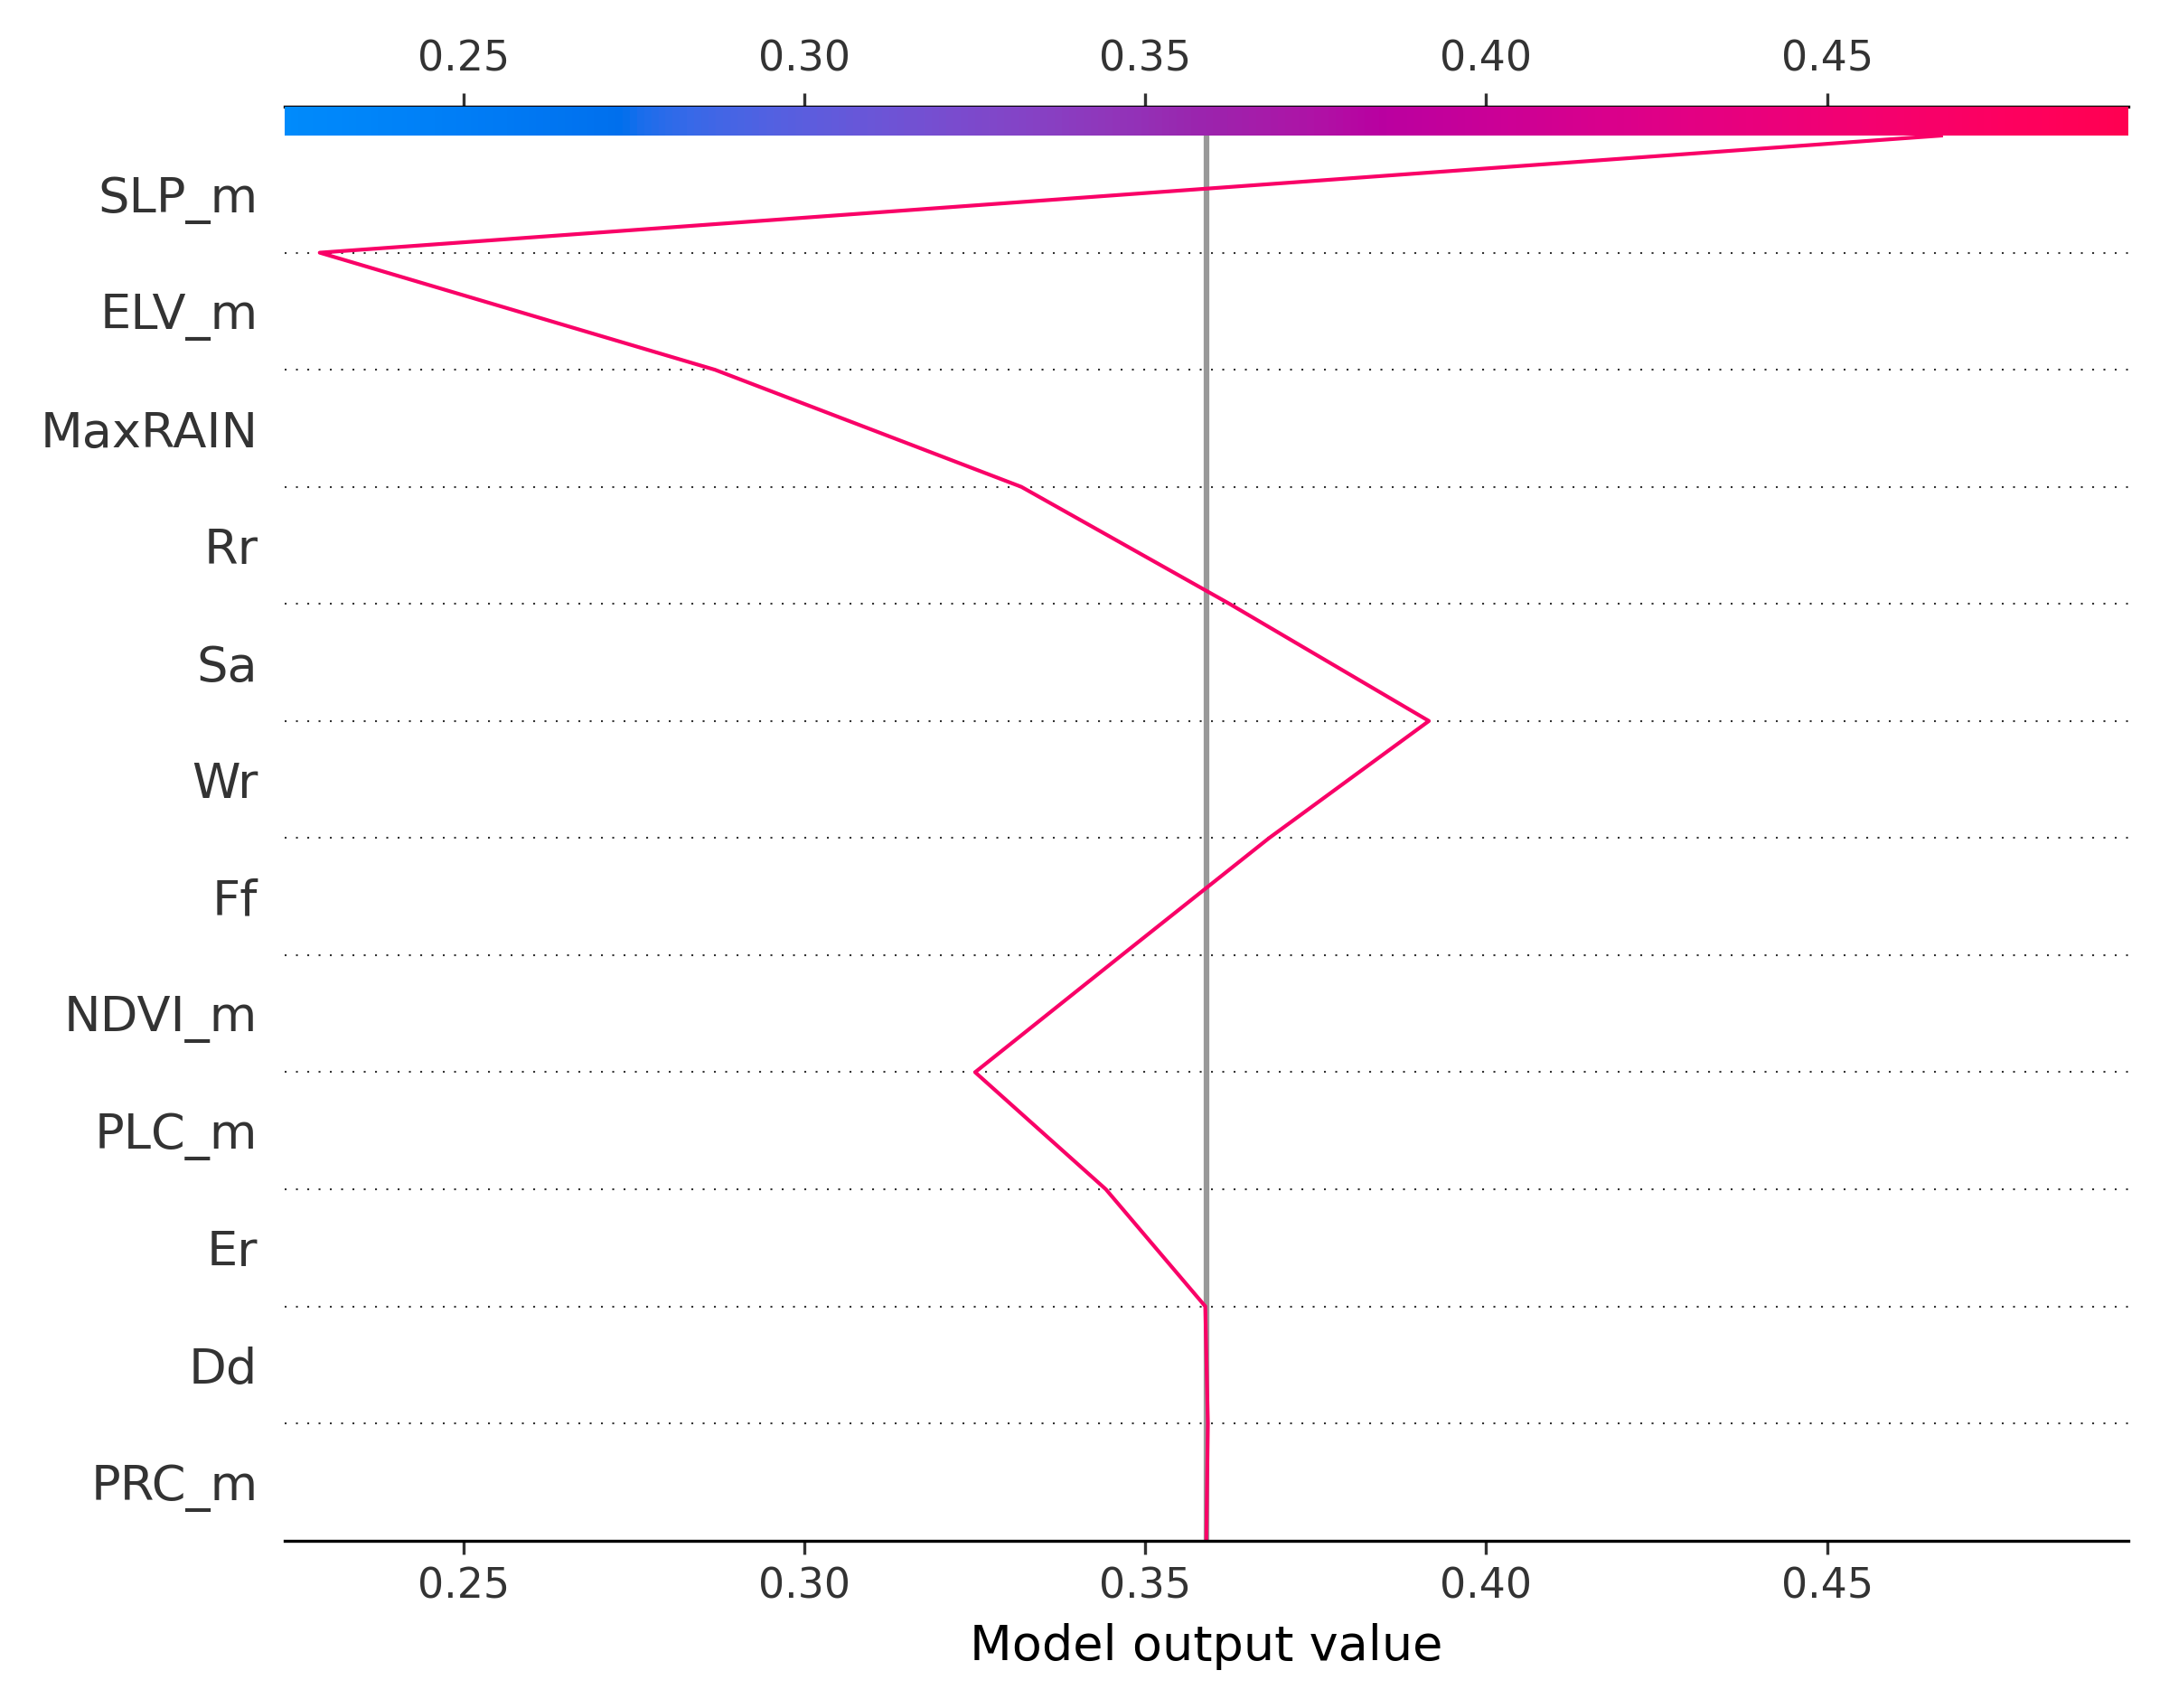 0.25 0.30 0.35 0.40 0.45
SLP_m
ELV_m
MaxRAIN
Rr
Sa
Wr
Ff
NDVI_m
PLC_m
Er
Dd
PRC_m
0.25 0.30 0.35 0.40 0.45
Model output value